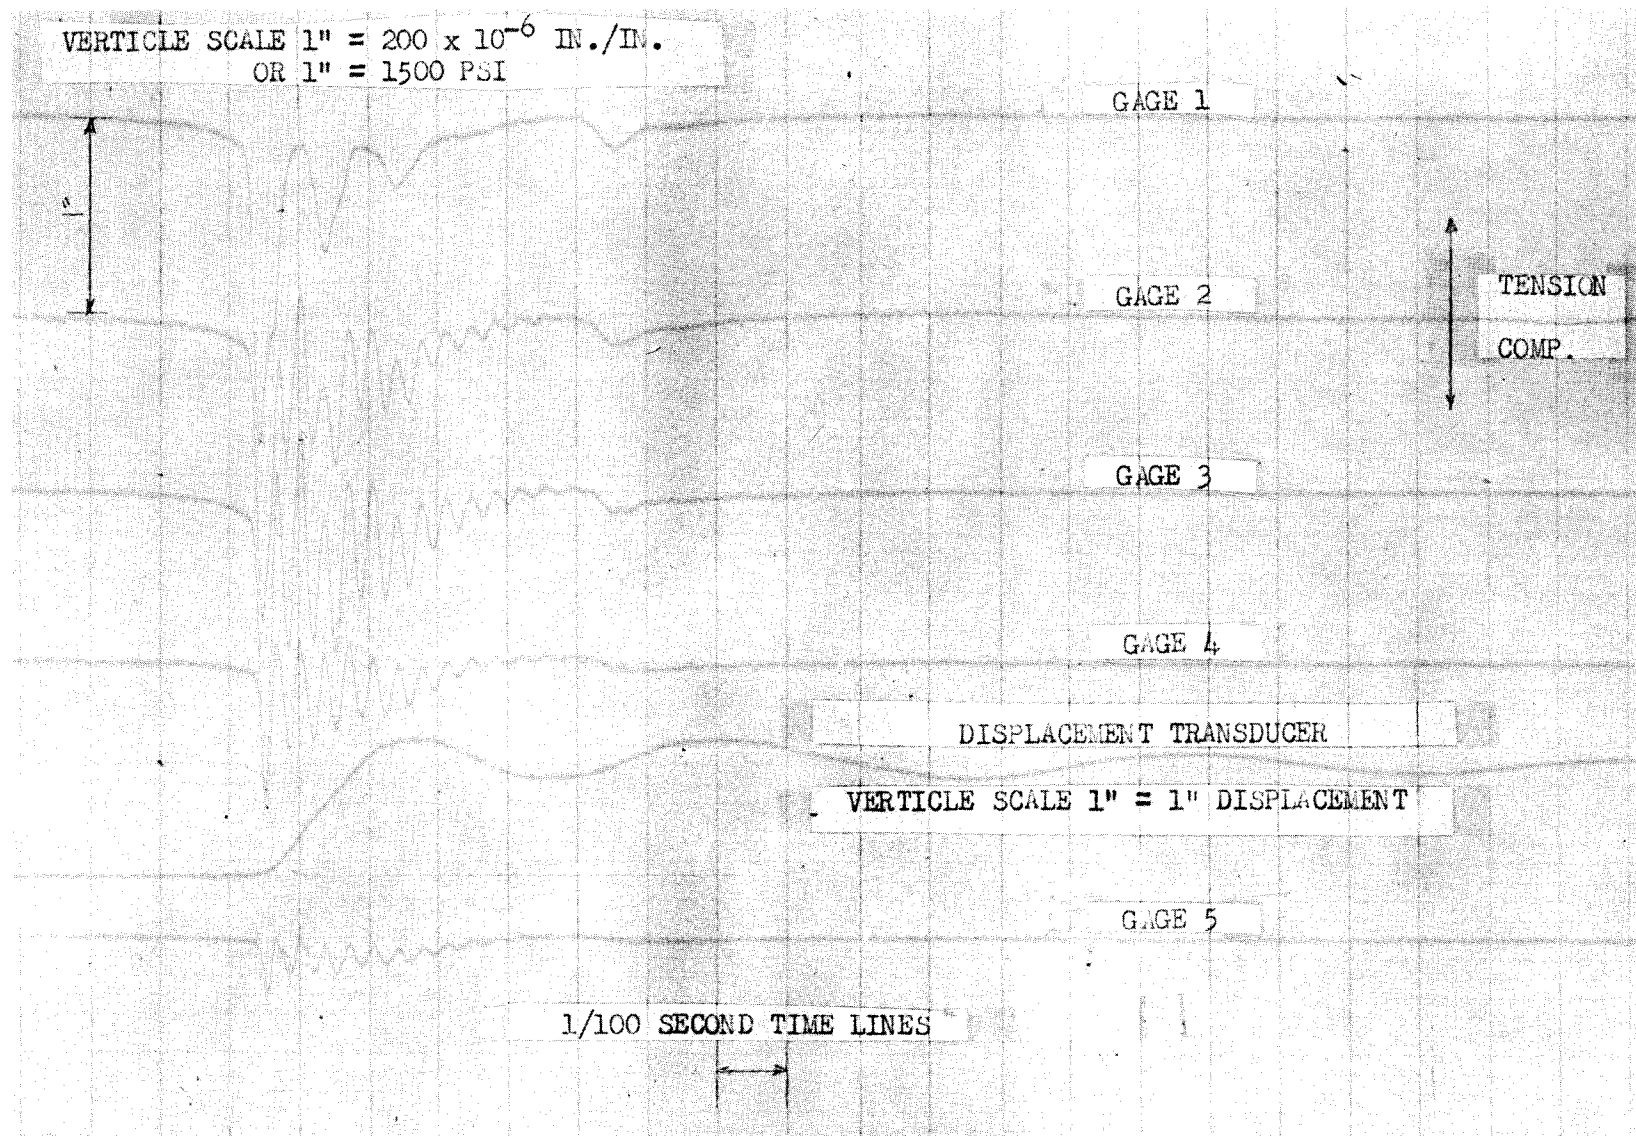 VERTICLE SCALE 1" = 200 x 10⁻⁶ IN./IN.
OR 1" = 1500 PSI
GAGE 1
1"
GAGE 2
TENSION
COMP.
GAGE 3
GAGE 4
DISPLACEMENT TRANSDUCER
VERTICLE SCALE 1" = 1" DISPLACEMENT
GAGE 5
1/100 SECOND TIME LINES